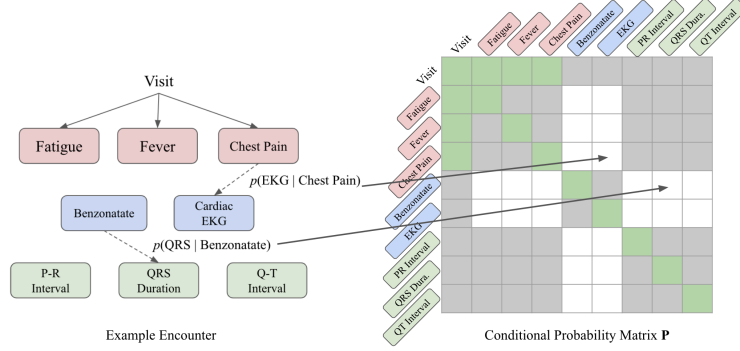 Visit
Fatigue
Fever
Chest Pain
p(EKG | Chest Pain)
Benzonatate
Cardiac
EKG
p(QRS | Benzonatate)
P-R
Interval
QRS
Duration
Q-T
Interval
Example Encounter
Visit
Fatigue
Fever
Chest Pain
Benzonatate
EKG
PR Interval
QRS Dura.
QT Interval
Visit
Fatigue
Fever
Chest Pain
Benzonatate
EKG
PR Interval
QRS Dura.
QT Interval
Conditional Probability Matrix P